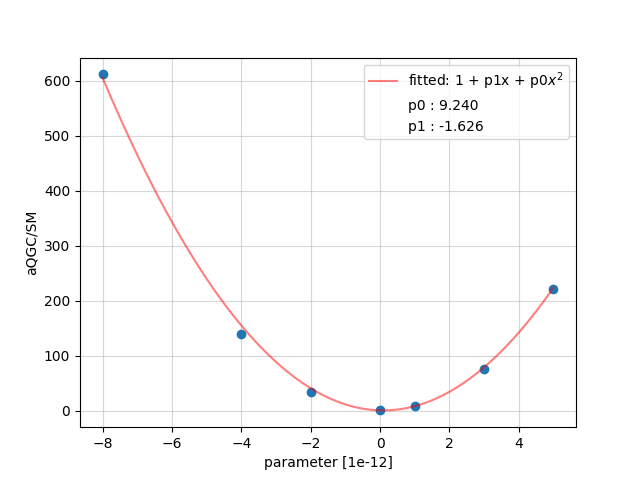 600
500
400
300
200
100
0
aQGC/SM
fitted: 1 + p1x + p0x²
p0 : 9.240
p1 : -1.626
−8
−6
−4
−2
0
2
4
parameter [1e-12]